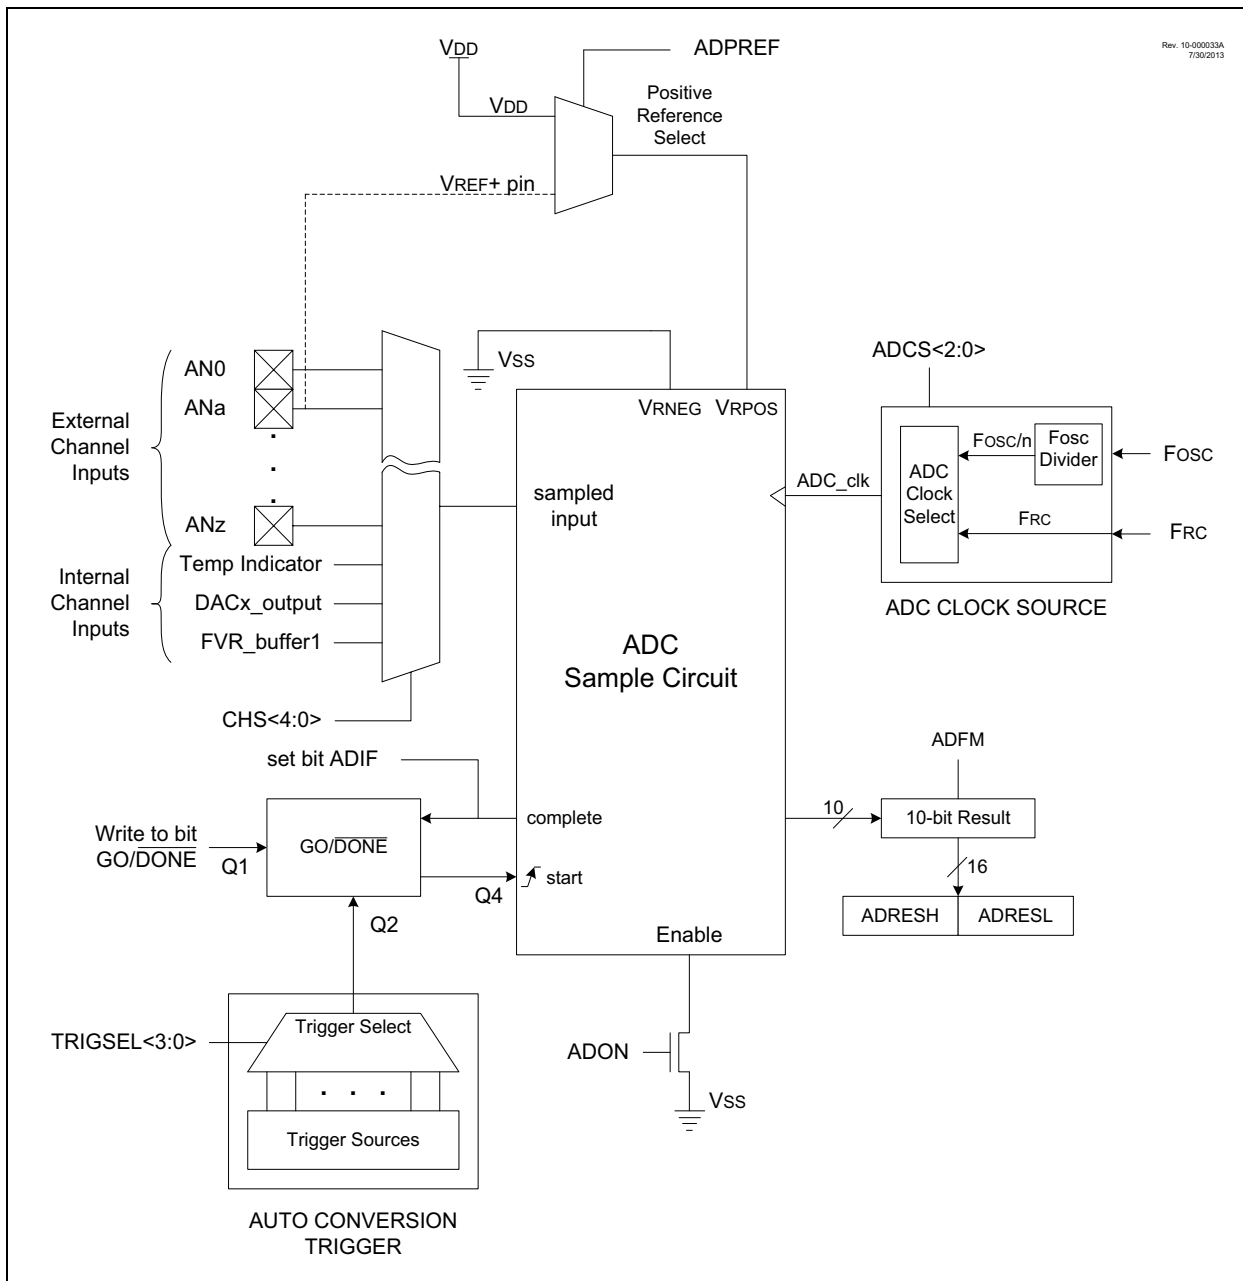 Rev. 10-000033A
7/30/2013
VDD
ADPREF
VDD
Positive
Reference
Select
VREF+ pin
VSS
AN0
ANa
External
Channel
Inputs
ANz
VRNEG VRPOS
sampled
input
ADC_clk
ADCS<2:0>
ADC
Clock
Select
FOSC/n
Fosc
Divider
FOSC
FRC
FRC
ADC CLOCK SOURCE
Internal
Channel
Inputs
Temp Indicator
DACx_output
FVR_buffer1
CHS<4:0>
ADC
Sample Circuit
set bit ADIF
complete
Write to bit
GO/DONE
Q1
GO/DONE
Q4
start
Q2
Enable
ADFM
10
10-bit Result
16
ADRESH ADRESL
TRIGSEL<3:0>
Trigger Select
. . .
Trigger Sources
AUTO CONVERSION
TRIGGER
ADON
VSS